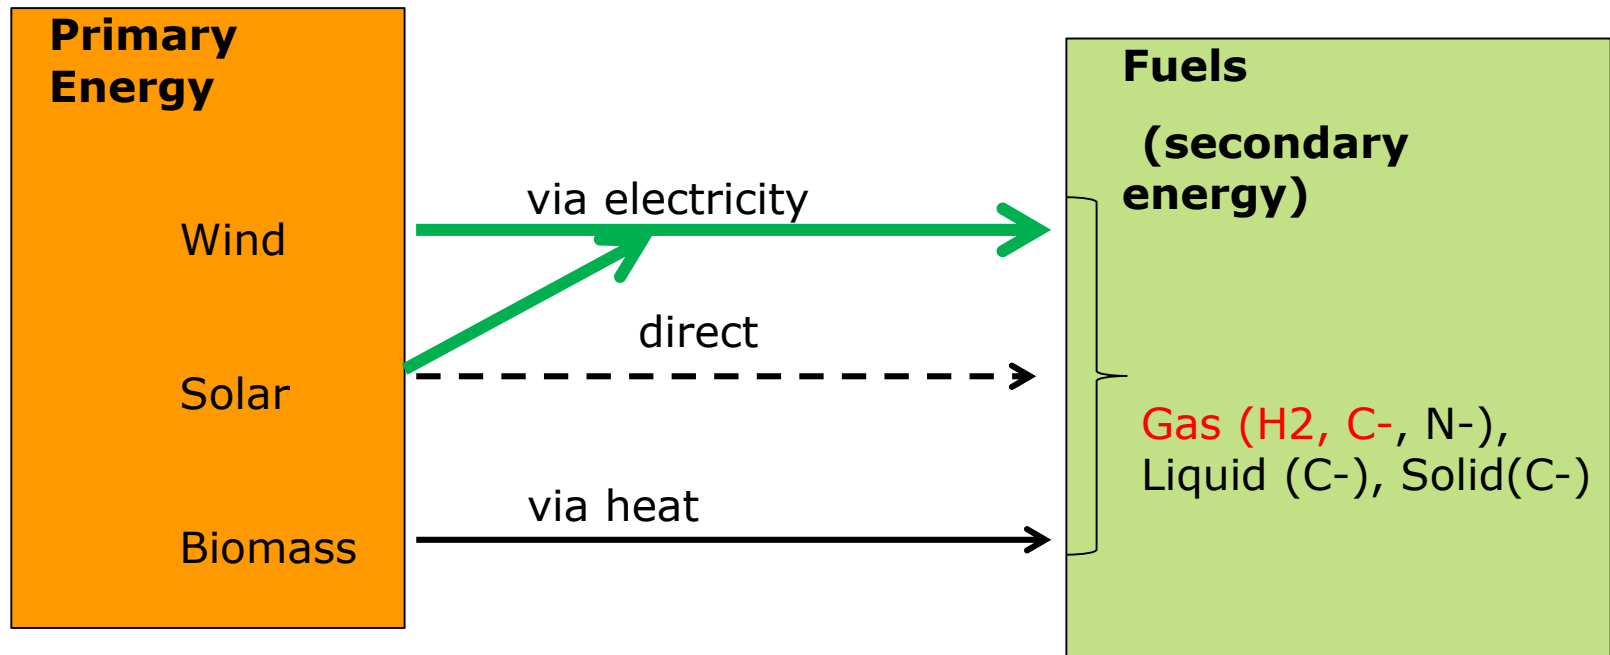 Primary
Energy
Wind
Solar
Biomass
via electricity
direct
via heat
Fuels
(secondary
energy)
Gas (H2, C-, N-),
Liquid (C-), Solid(C-)